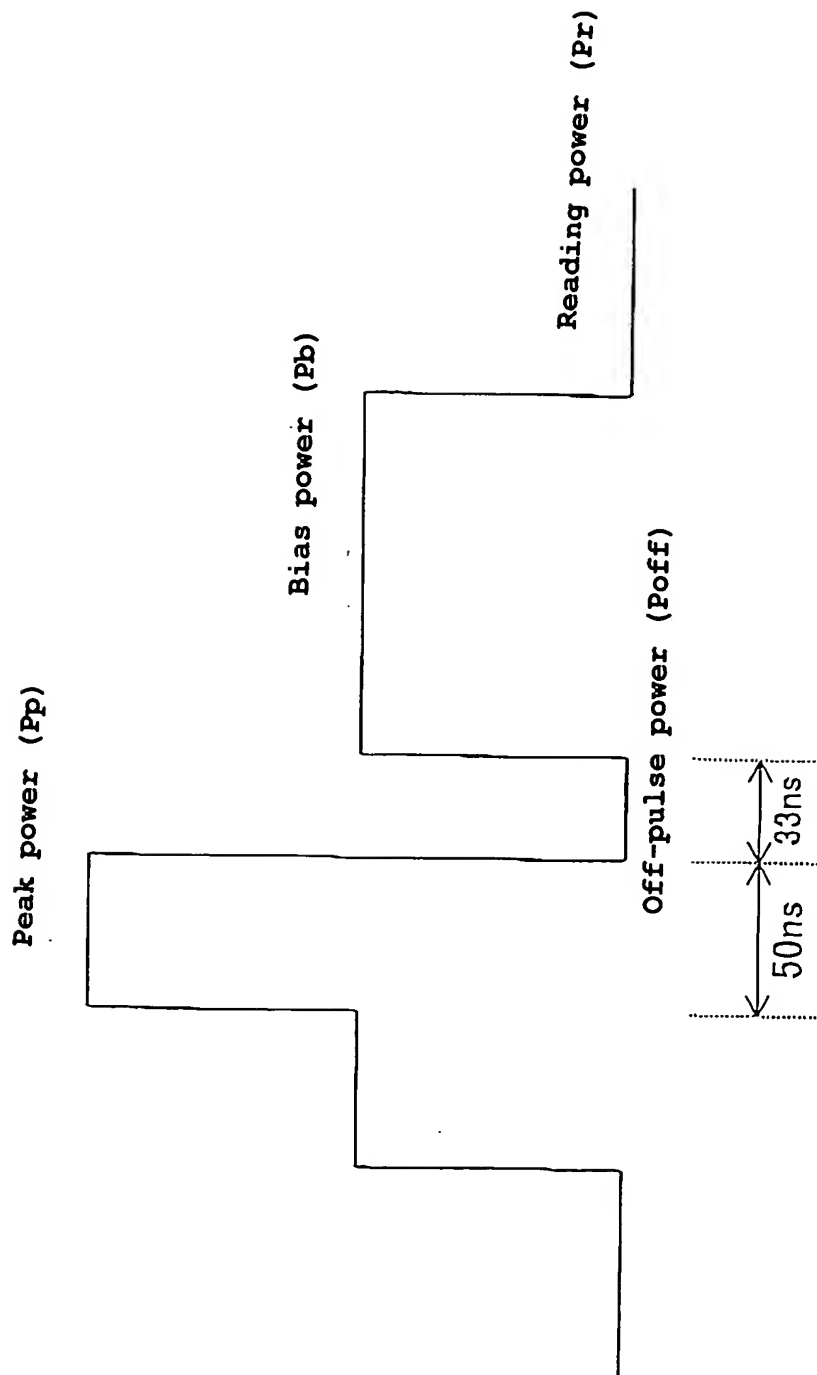 Peak power (Pp)
Bias power (Pb)
Reading power (Pr)
Off-pulse power (Poff)
50ns
33ns